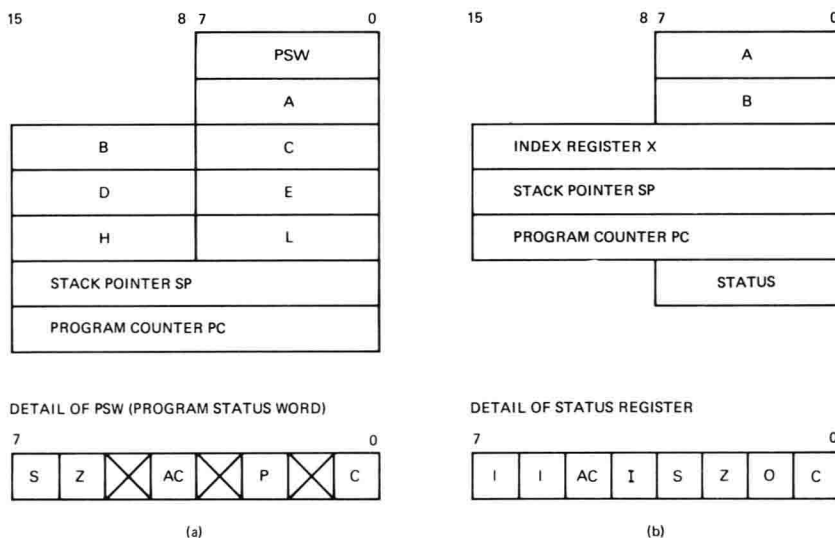 15 8 7 0
PSW
A
B C
D E
H L
STACK POINTER SP
PROGRAM COUNTER PC
DETAIL OF PSW (PROGRAM STATUS WORD)
7 0
S Z AC P C
(a)
15 8 7 0
A
B
INDEX REGISTER X
STACK POINTER SP
PROGRAM COUNTER PC
STATUS
DETAIL OF STATUS REGISTER
7 0
I I AC I S Z O C
(b)